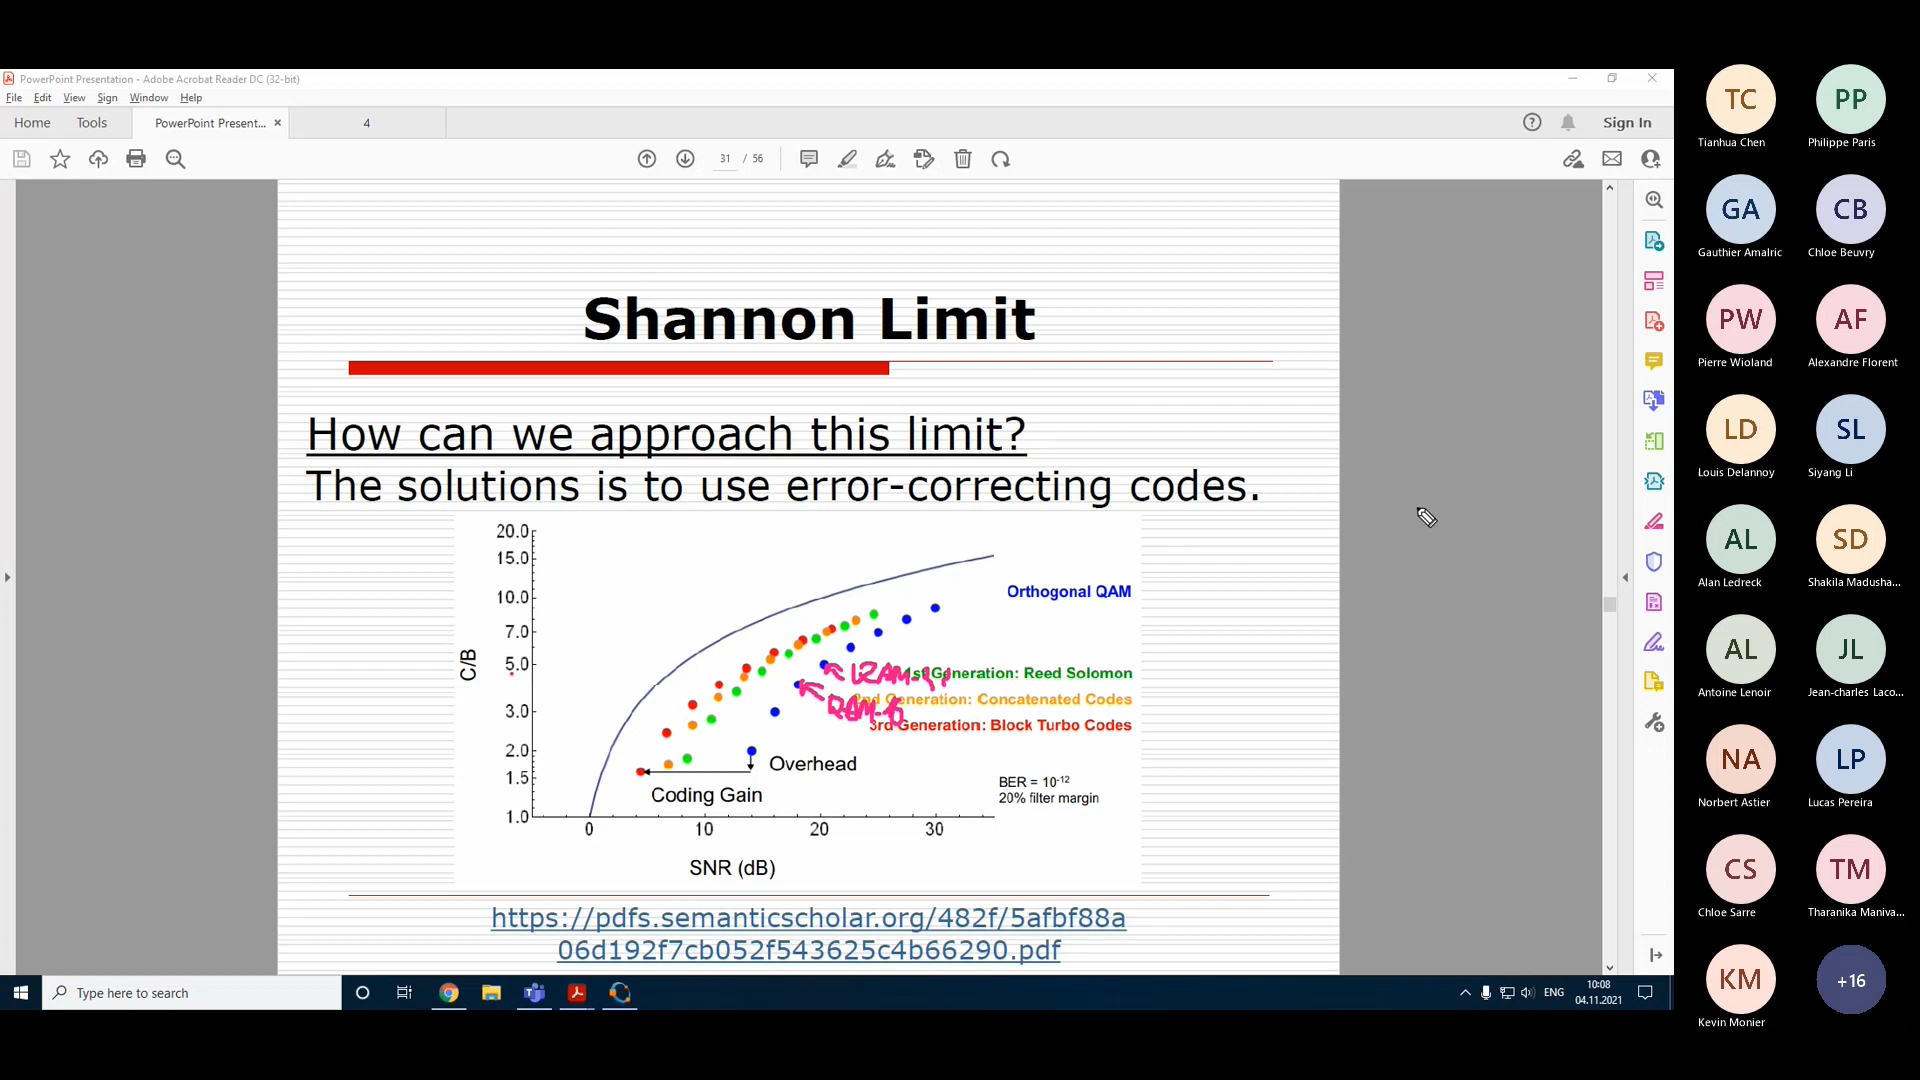 PowerPoint Presentation - Adobe Acrobat Reader DC (32-bit)
File Edit View Sign Window Help
Home Tools PowerPoint Present... × 4 Sign In
31 / 56
Shannon Limit
How can we approach this limit?
The solutions is to use error-correcting codes.
20.0
15.0
10.0
7.0
5.0
3.0
2.0
1.5
1.0
C/B
Orthogonal QAM
1st Generation: Reed Solomon
2nd Generation: Concatenated Codes
3rd Generation: Block Turbo Codes
Overhead
Coding Gain
BER = 10-12
20% filter margin
0 10 20 30
SNR (dB)
https://pdfs.semanticscholar.org/482f/5afbf88a
06d192f7cb052f543625c4b66290.pdf
Type here to search
ENG
10:08
04.11.2021
TC PP
Tianhua Chen Philippe Paris
GA CB
Gauthier Amalric Chloe Beuvry
PW AF
Pierre Wioland Alexandre Florent
LD SL
Louis Delannoy Siyang Li
AL SD
Alan Ledreck Shakila Madusha...
AL JL
Antoine Lenoir Jean-charles Laco...
NA LP
Norbert Astier Lucas Pereira
CS TM
Chloe Sarre Tharanika Maniva...
KM +16
Kevin Monier